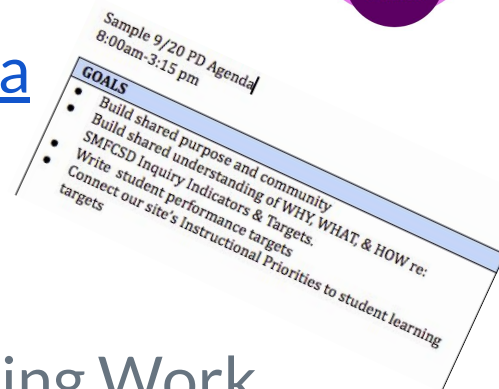 Sample 9/20 PD Agenda
8:00am-3:15 pm
a
GOALS
Build shared purpose and community
Build shared understanding of WHY, WHAT, & HOW re:
SMFCSD Inquiry Indicators & Targets.
Write student performance targets
Connect our site's Instructional Priorities to student learning
targets
ing Work